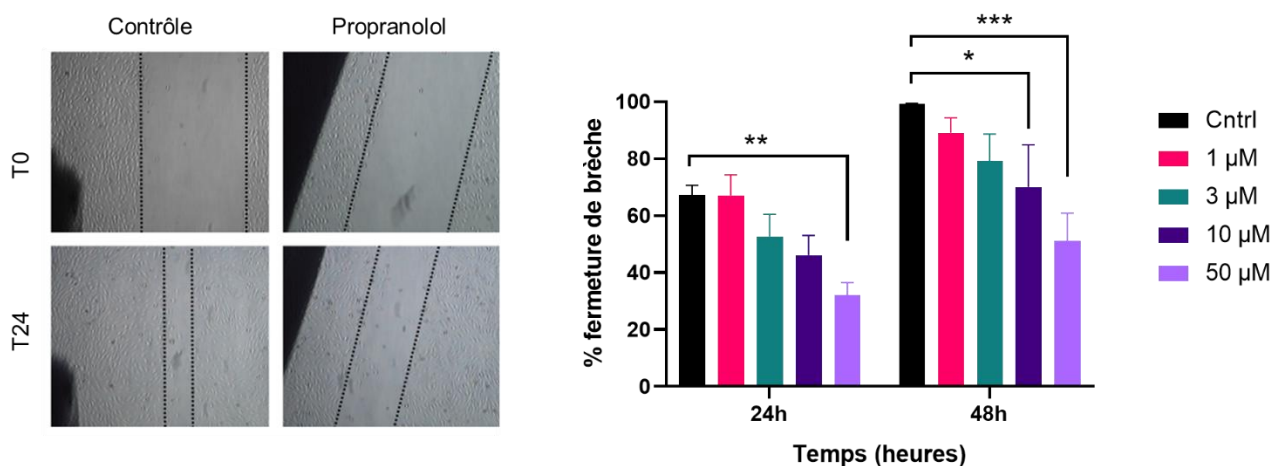 Contrôle
Propranolol
T0
T24
% fermeture de brèche
100
80
60
40
20
0
**
*
***
24h
48h
Temps (heures)
Cntrl
1 µM
3 µM
10 µM
50 µM